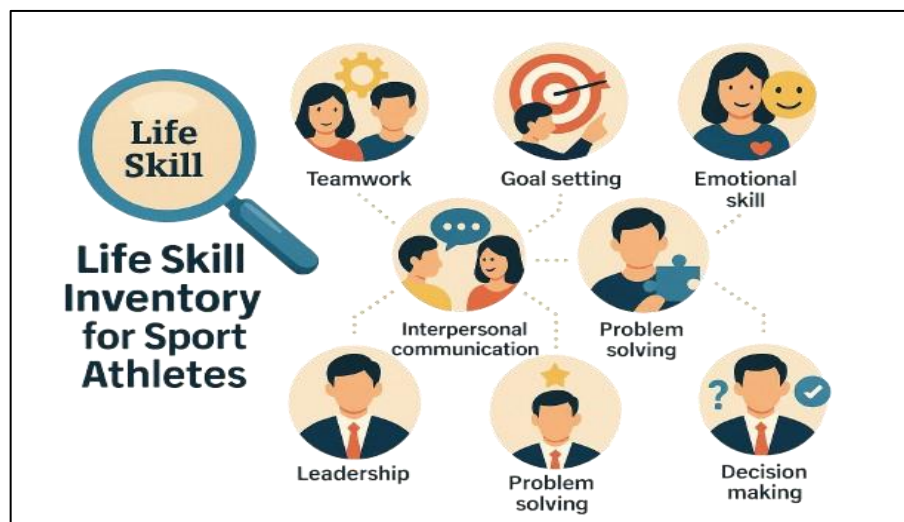 Life
Skill
Life Skill
Inventory
for Sport
Athletes
Teamwork
Goal setting
Emotional
skill
Interpersonal
communication
Problem
solving
Leadership
Problem
solving
?
Decision
making